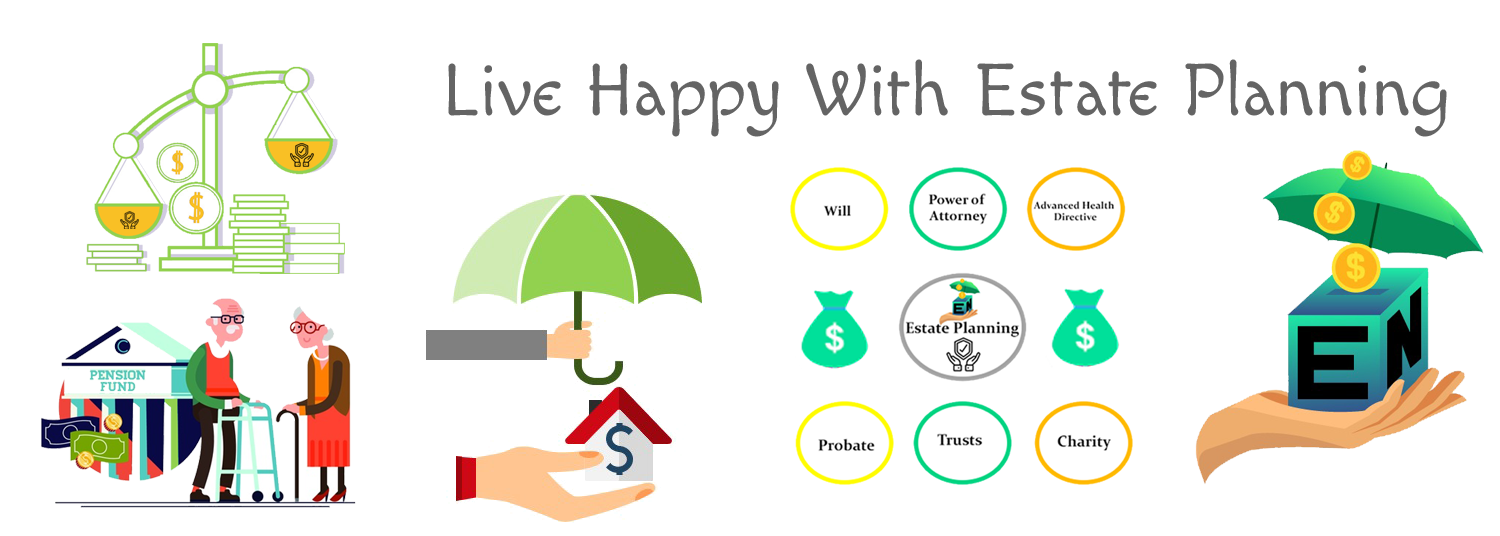 Live Happy With Estate Planning
$
$
PENSION
FUND
$
Will
Power of
Attorney
Advanced Health
Directive
$
EN
Estate Planning
$
Probate
Trusts
Charity
$
$
$
EN